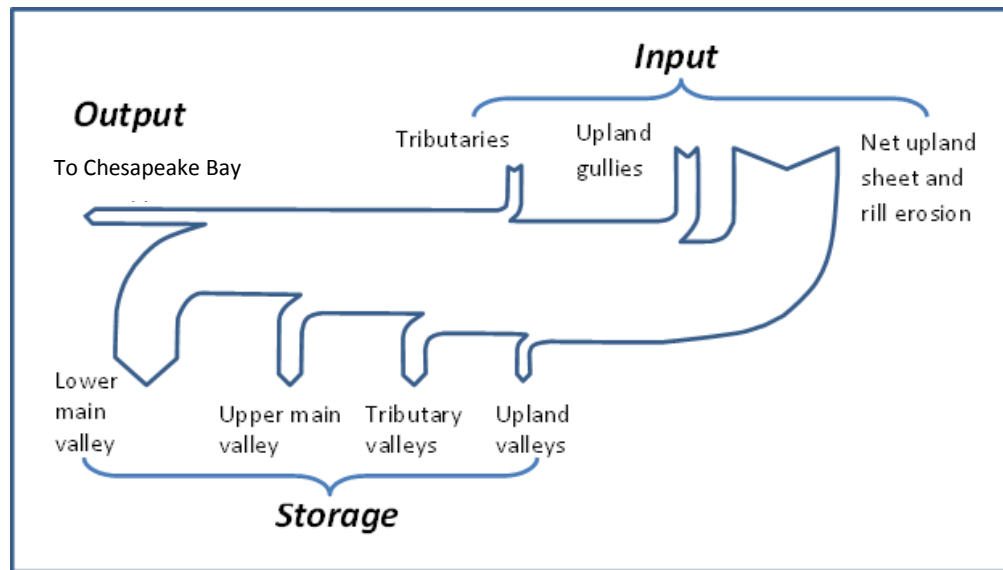 Input
Output
Tributaries
Upland
gullies
Net upland
sheet and
rill erosion
To Chesapeake Bay
Lower
main
valley
Upper main
valley
Tributary
valleys
Upland
valleys
Storage